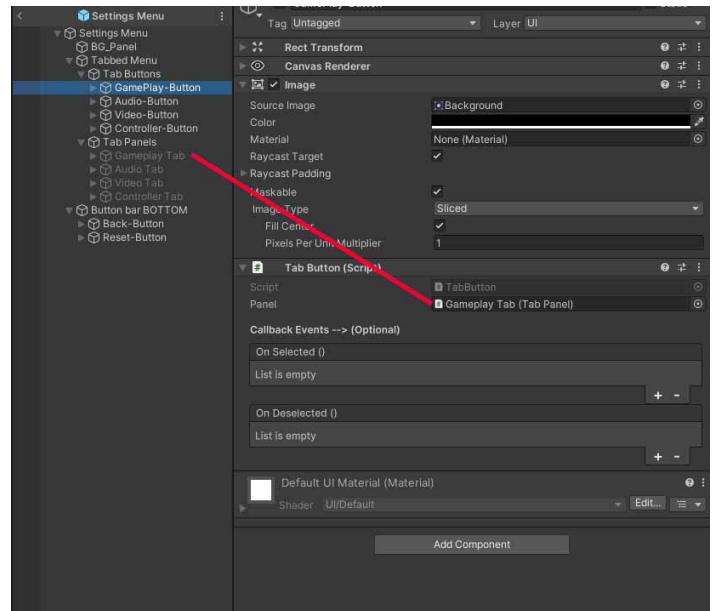 Settings Menu
Settings Menu
BG_Panel
Tabbed Menu
Tab Buttons
GamePlay-Button
Audio-Button
Video-Button
Controller-Button
Tab Panels
Gameplay Tab
Audio Tab
Video Tab
Controller Tab
Button bar BOTTOM
Back-Button
Reset-Button
Tag Untagged Layer UI
Rect Transform
Canvas Renderer
Image
Source Image Background
Color
Material None (Material)
Raycast Target
Raycast Padding
Maskable
Image Type Sliced
Fill Center
Pixels Per Unit Multiplier 1
# Tab Button (Script)
Script TabButton
Panel Gameplay Tab (Tab Panel)
Callback Events --> (Optional)
On Selected ()
List is empty
+ -
On Deselected ()
List is empty
+ -
Default UI Material (Material)
Shader UI/Default Edit...
Add Component